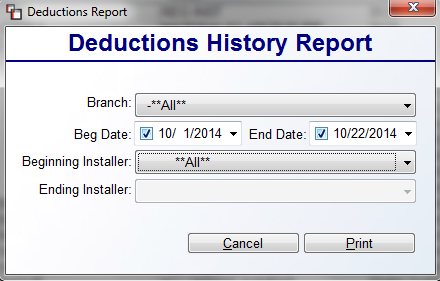 Deductions Report
Deductions History Report
Branch: -**All**
Beg Date: 10/ 1/2014 End Date: 10/22/2014
Beginning Installer: **All**
Ending Installer:
Cancel Print